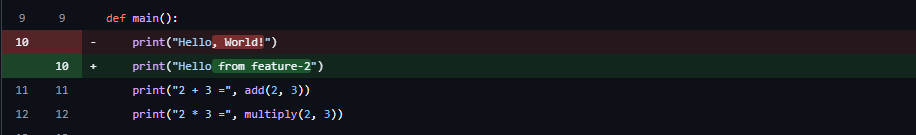 9 9 def main():
10 - print("Hello, World!")
10 + print("Hello from feature-2")
11 11 print("2 + 3 =", add(2, 3))
12 12 print("2 * 3 =", multiply(2, 3))